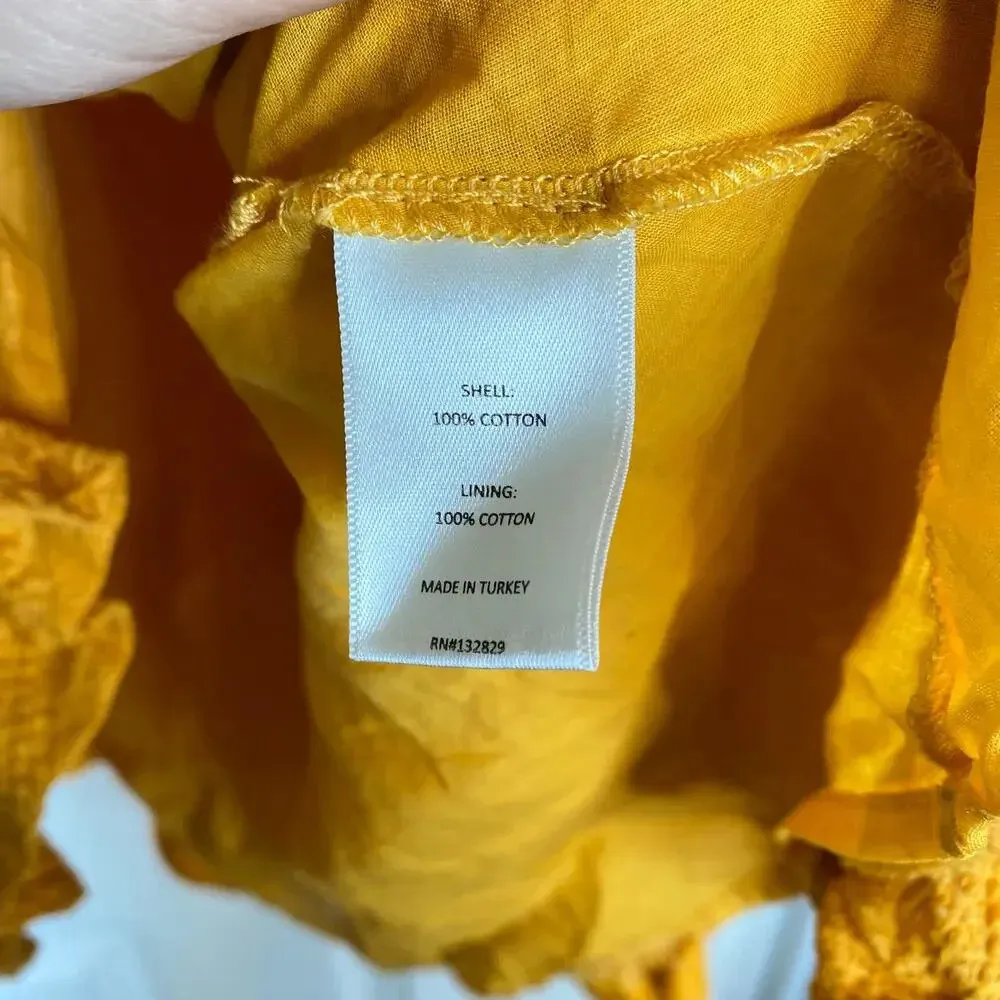 SHELL:
100% COTTON
LINING:
100% COTTON
MADE IN TURKEY
RN#132829